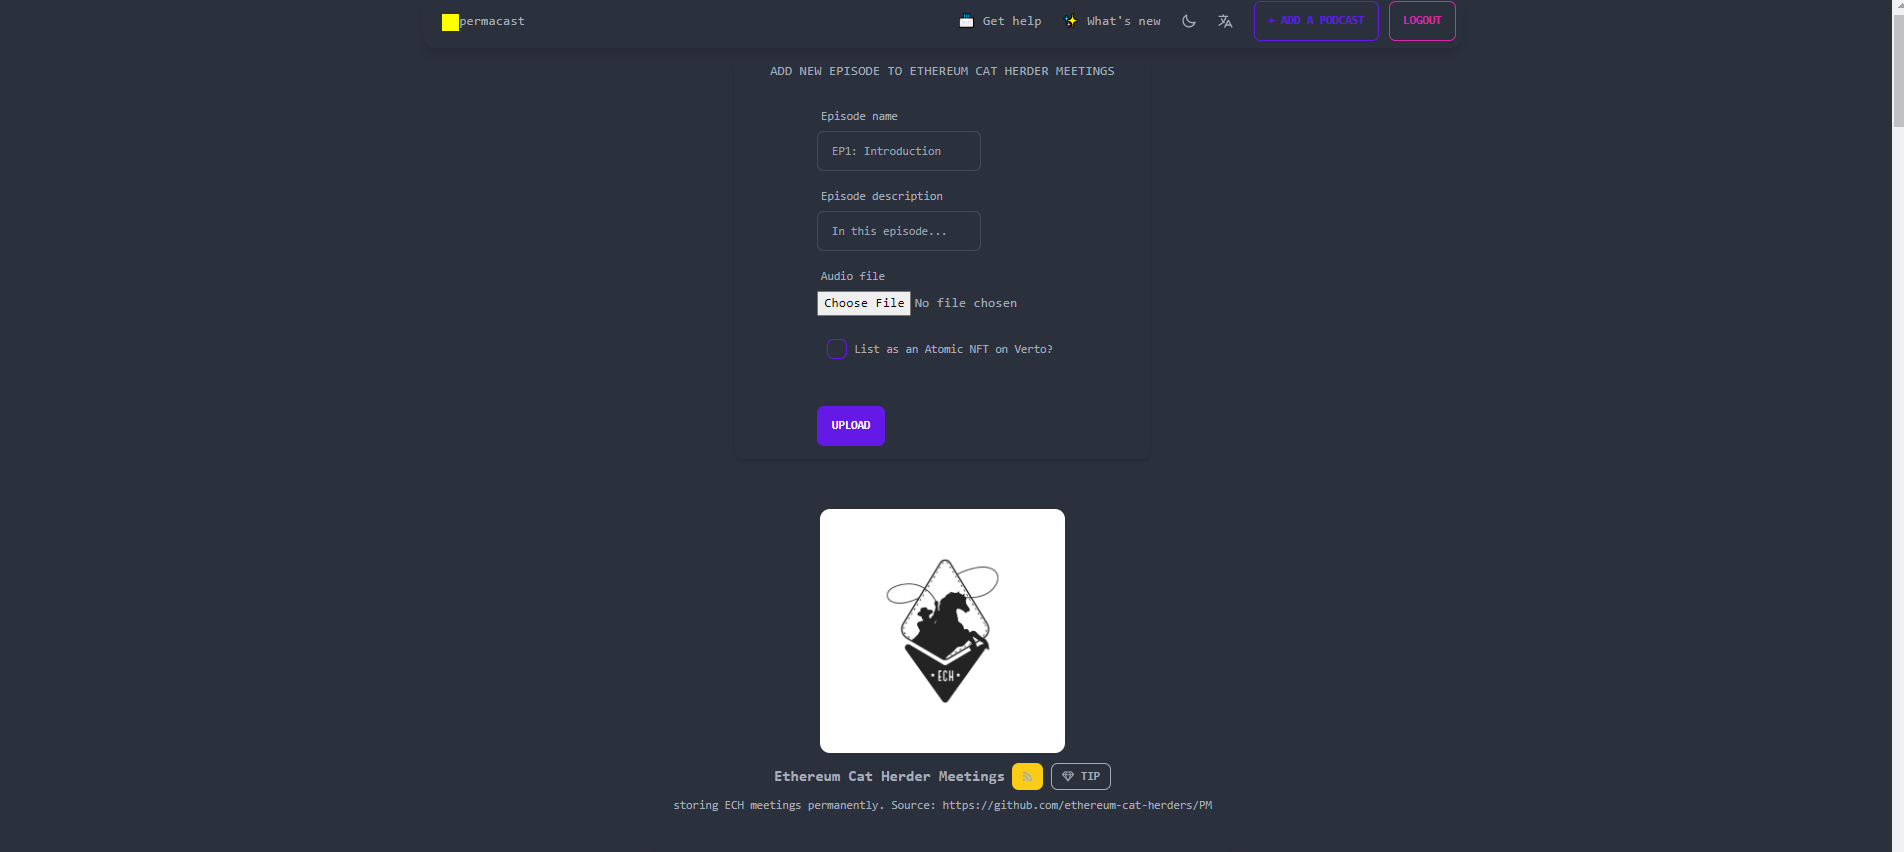 permacast Get help What's new + ADD A PODCAST LOGOUT
ADD NEW EPISODE TO ETHEREUM CAT HERDER MEETINGS
Episode name
EP1: Introduction
Episode description
In this episode...
Audio file
Choose File No file chosen
List as an Atomic NFT on Verto?
UPLOAD
• ECH •
Ethereum Cat Herder Meetings TIP
storing ECH meetings permanently. Source: https://github.com/ethereum-cat-herders/PM